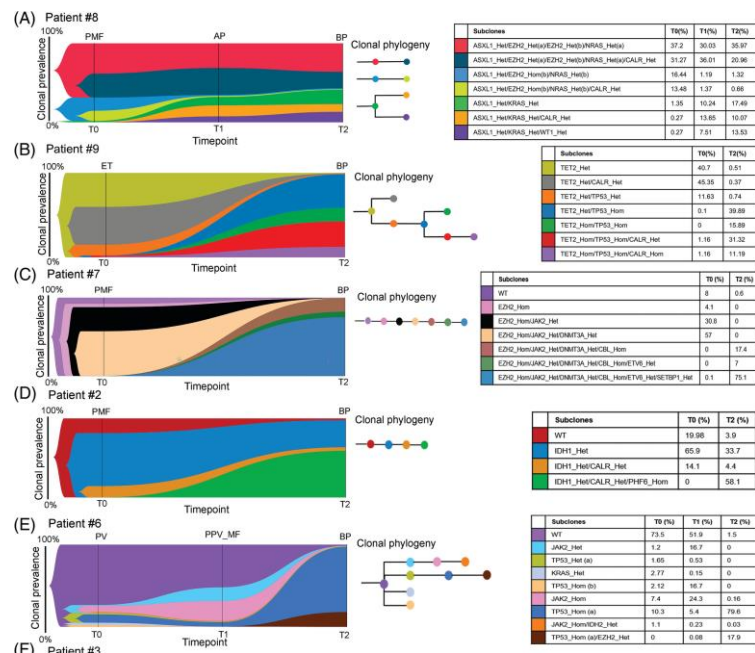 (A) Patient #8
100%
PMF
AP
BP
Clonal phylogeny
Clonal prevalence
0%
T0
T1
T2
Timepoint
Subclones T0(%) T1(%) T2(%)
ASXL1_Het/EZH2_Het(a)/EZH2_Het(b)/NRAS_Het(a) 37.2 30.03 35.97
ASXL1_Het/EZH2_Het(a)/EZH2_Het(b)/NRAS_Het(a)/CALR_Het 31.27 36.01 20.96
ASXL1_Het/EZH2_Hom(b)/NRAS_Het(b) 16.44 1.19 1.32
ASXL1_Het/EZH2_Hom(b)/NRAS_Het(b)/CALR_Het 13.48 1.37 0.66
ASXL1_Het/KRAS_Het 1.35 10.24 17.49
ASXL1_Het/KRAS_Het/CALR_Het 0.27 13.65 10.07
ASXL1_Het/KRAS_Het/WT1_Het 0.27 7.51 13.53
(B) Patient #9
100%
ET
BP
Clonal phylogeny
Clonal prevalence
0%
T0
T2
Timepoint
Subclones T0(%) T2(%)
TET2_Het 40.7 0.51
TET2_Het/CALR_Het 45.35 0.37
TET2_Het/TP53_Het 11.63 0.74
TET2_Het/TP53_Hom 0.1 39.89
TET2_Hom/TP53_Hom 0 15.89
TET2_Hom/TP53_Hom/CALR_Het 1.16 31.32
TET2_Hom/TP53_Hom/CALR_Hom 1.16 11.19
(C) Patient #7
100%
PMF
BP
Clonal phylogeny
Clonal prevalence
0%
T0
T2
Timepoint
Subclones T0 (%) T2 (%)
WT 8 0.6
EZH2_Hom 4.1 0
EZH2_Hom/JAK2_Het 30.8 0
EZH2_Hom/JAK2_Het/DNMT3A_Het 57 0
EZH2_Hom/JAK2_Het/DNMT3A_Het/CBL_Hom 0 17.4
EZH2_Hom/JAK2_Het/DNMT3A_Het/CBL_Hom/ETV6_Het 0 7
EZH2_Hom/JAK2_Het/DNMT3A_Het/CBL_Hom/ETV6_Het/SETBP1_Het 0.1 75.1
(D) Patient #2
100%
PMF
BP
Clonal phylogeny
Clonal prevalence
0%
T0
T2
Timepoint
Subclones T0 (%) T2 (%)
WT 19.98 3.9
IDH1_Het 65.9 33.7
IDH1_Het/CALR_Het 14.1 4.4
IDH1_Het/CALR_Het/PHF6_Hom 0 58.1
(E) Patient #6
100%
PV
PPV_MF
BP
Clonal phylogeny
Clonal prevalence
0%
T0
T1
T2
Timepoint
Subclones T0 (%) T1 (%) T2 (%)
WT 73.5 51.9 1.5
JAK2_Het 1.2 16.7 0
TP53_Het (a) 1.65 0.53 0
KRAS_Het 2.77 0.15 0
TP53_Hom (b) 2.12 16.7 0
JAK2_Hom 7.4 24.3 0.16
TP53_Hom (a) 10.3 5.4 79.6
JAK2_Hom/IDH2_Het 1.1 0.23 0.03
TP53_Hom (a)/EZH2_Het 0 0.08 17.9
Patient #3